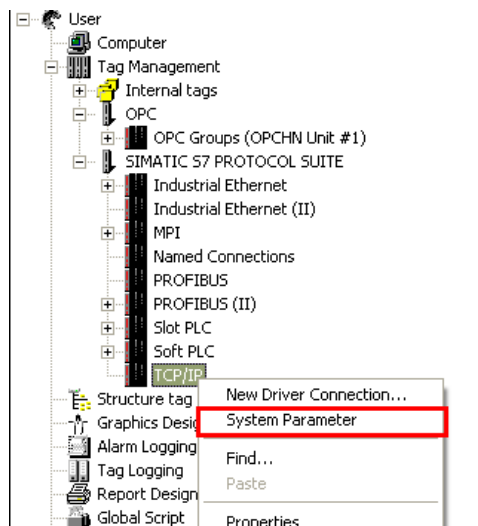 User
Computer
Tag Management
Internal tags
OPC
OPC Groups (OPCHN Unit #1)
SIMATIC S7 PROTOCOL SUITE
Industrial Ethernet
Industrial Ethernet (II)
MPI
Named Connections
PROFIBUS
PROFIBUS (II)
Slot PLC
Soft PLC
TCP/IP
Structure tag
Graphics Desig
Alarm Logging
Tag Logging
Report Design
Global Script
New Driver Connection...
System Parameter
Find...
Paste
Properties